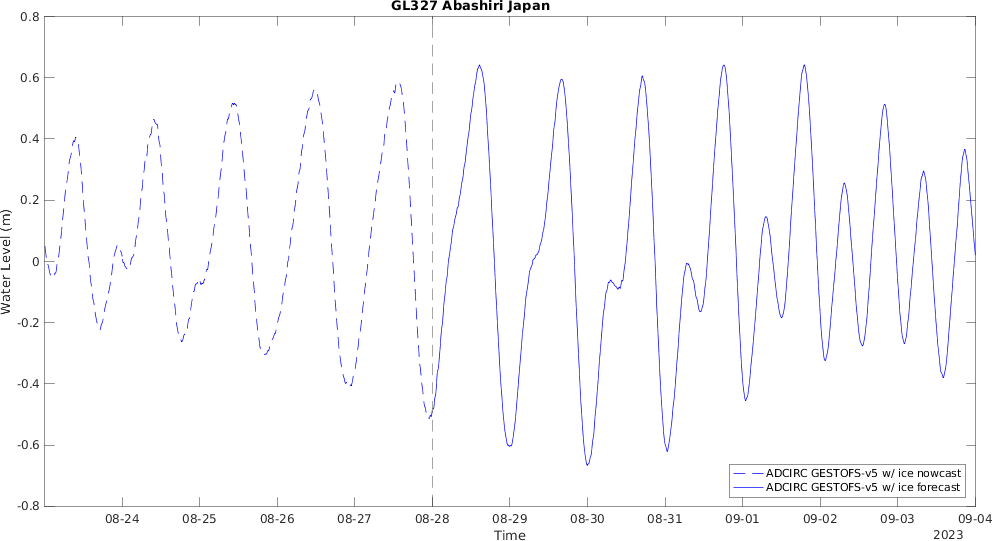 GL327 Abashiri Japan
0.8
0.6
0.4
0.2
0
-0.2
-0.4
-0.6
-0.8
Water Level (m)
ADCIRC GESTOFS-v5 w/ ice nowcast
ADCIRC GESTOFS-v5 w/ ice forecast
08-24 08-25 08-26 08-27 08-28 08-29 08-30 08-31 09-01 09-02 09-03 09-04
Time
2023